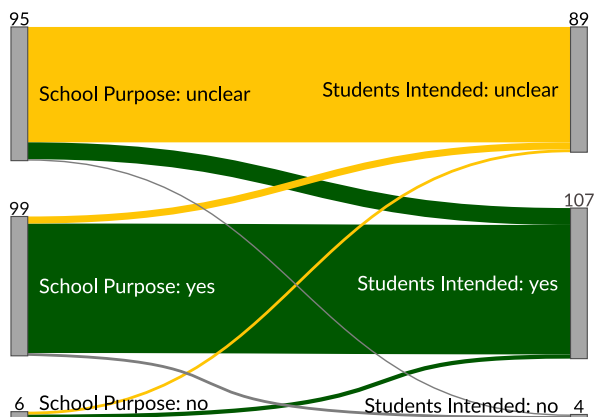 95
89
School Purpose: unclear
Students Intended: unclear
107
99
School Purpose: yes
Students Intended: yes
6
School Purpose: no
Students Intended: no
4